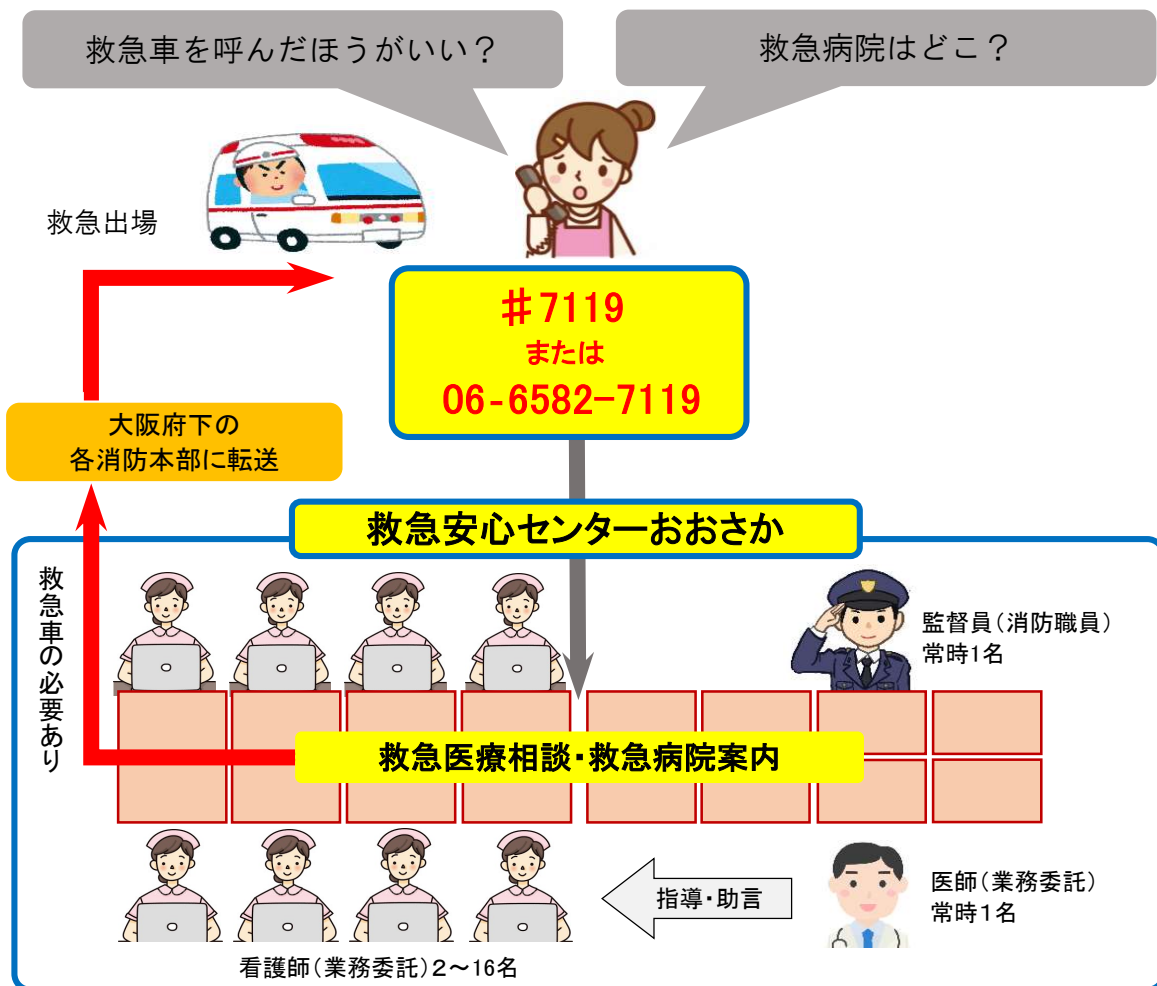 救急車を呼んだほうがいい？
救急病院はどこ？
救急出場
＃7119
または
06-6582-7119
大阪府下の
各消防本部に転送
救急安心センターおおさか
救急車の必要あり
監督員（消防職員）
常時1名
救急医療相談・救急病院案内
指導・助言
医師（業務委託）
常時１名
看護師（業務委託）２～16名